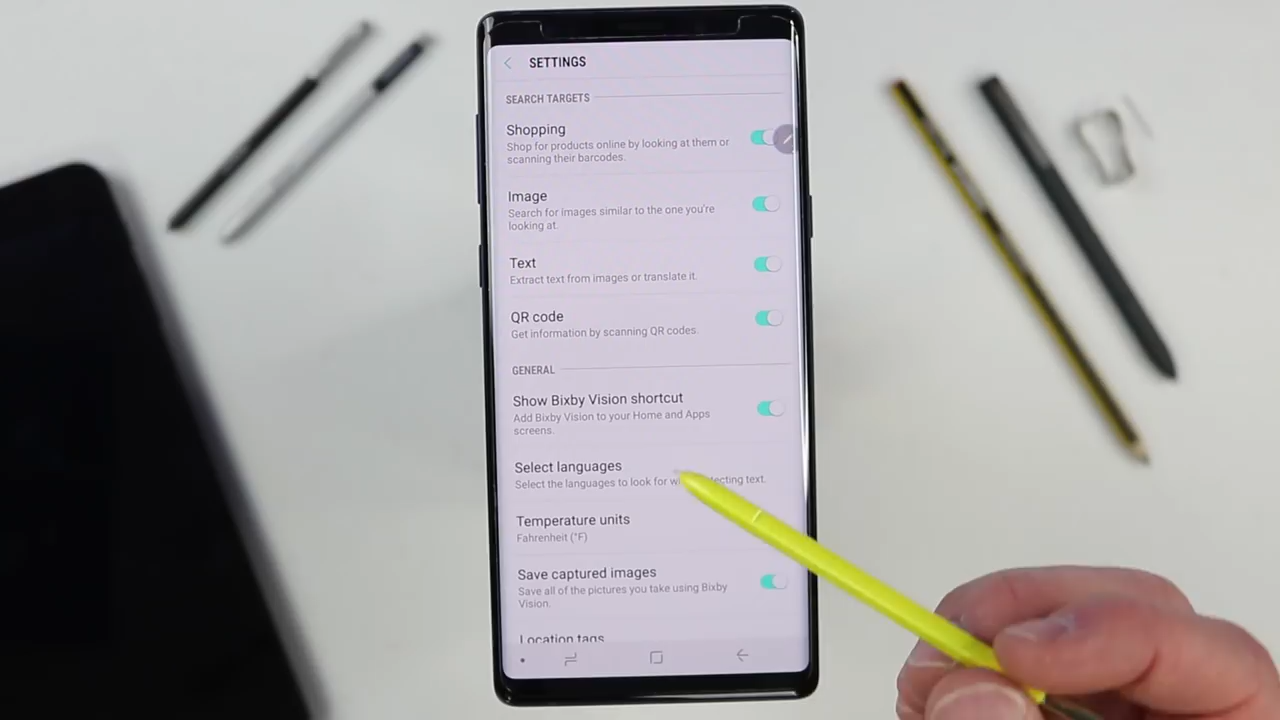 SETTINGS
SEARCH TARGETS
Shopping
Shop for products online by looking at them or
scanning their barcodes.
Image
Search for images similar to the one you're
looking at.
Text
Extract text from images or translate it.
QR code
Get information by scanning QR codes.
GENERAL
Show Bixby Vision shortcut
Add Bixby Vision to your Home and Apps
screens.
Select languages
Select the languages to look for text.
Temperature units
Fahrenheit (°F)
Save captured images
Save all of the pictures you take using Bixby
Vision.
Location tags